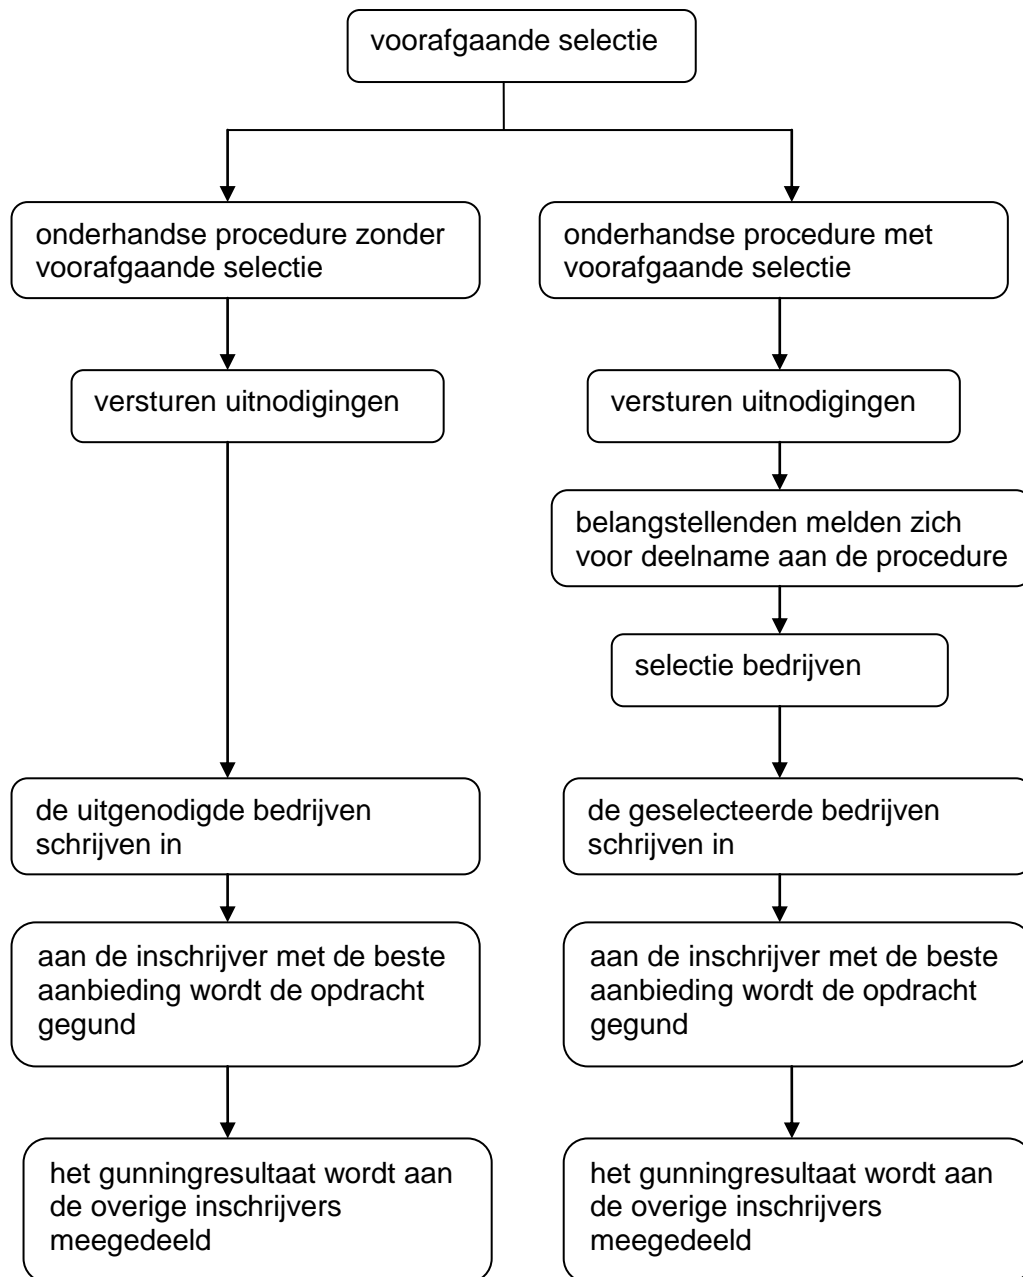 voorafgaande selectie
onderhandse procedure zonder
voorafgaande selectie
onderhandse procedure met
voorafgaande selectie
versturen uitnodigingen
versturen uitnodigingen
belangstellenden melden zich
voor deelname aan de procedure
selectie bedrijven
de uitgenodigde bedrijven
schrijven in
de geselecteerde bedrijven
schrijven in
aan de inschrijver met de beste
aanbieding wordt de opdracht
gegund
aan de inschrijver met de beste
aanbieding wordt de opdracht
gegund
het gunningresultaat wordt aan
de overige inschrijvers
meegedeeld
het gunningresultaat wordt aan
de overige inschrijvers
meegedeeld